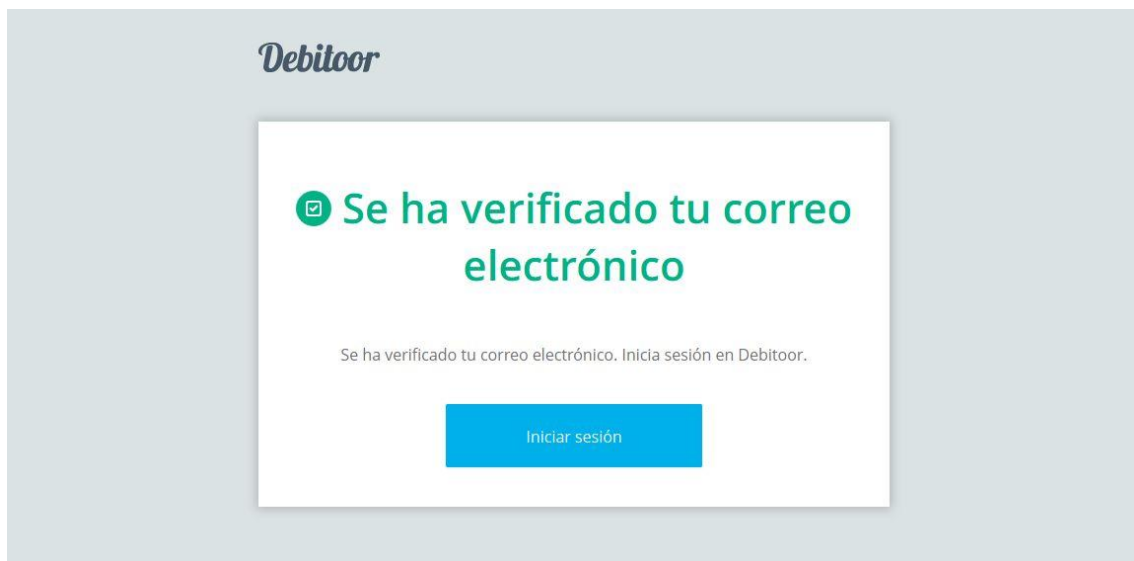 Debitoor
Se ha verificado tu correo
electrónico
Se ha verificado tu correo electrónico. Inicia sesión en Debitoor.
Iniciar sesión